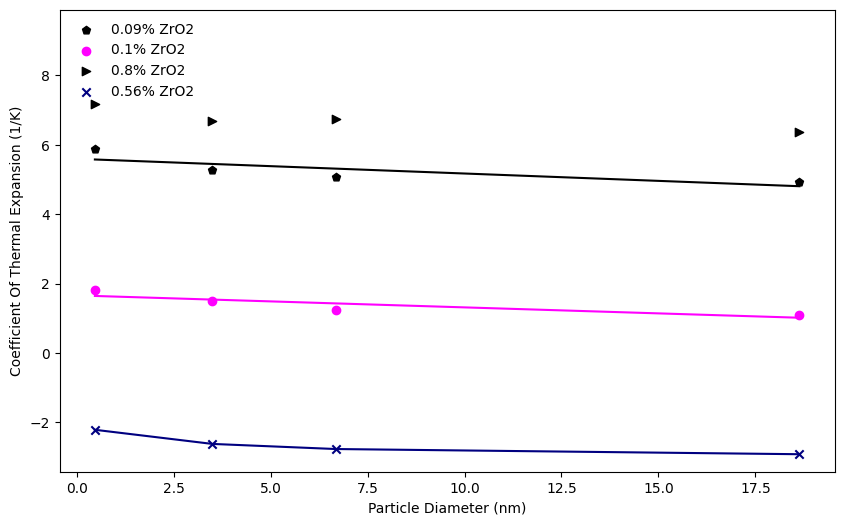 0.09% ZrO2
0.1% ZrO2
0.8% ZrO2
0.56% ZrO2
Coefficient Of Thermal Expansion (1/K)
8
6
4
2
0
−2
0.0 2.5 5.0 7.5 10.0 12.5 15.0 17.5
Particle Diameter (nm)